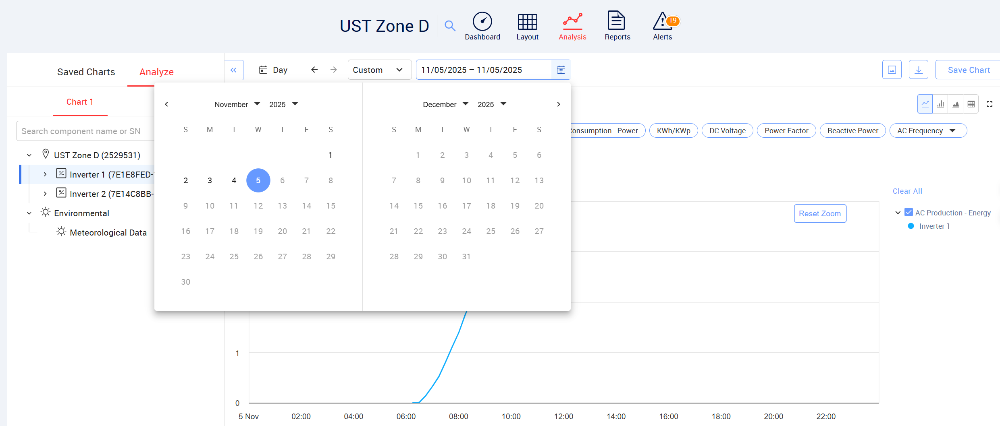 UST Zone D
Dashboard
Layout
Analysis
Reports
19
Alerts
Saved Charts
Analyze
Day
Custom
11/05/2025 – 11/05/2025
Save Chart
Chart 1
Search component name or SN
UST Zone D (2529531)
Inverter 1 (7E1E8FED-
Inverter 2 (7E14C8BB-
Environmental
Meteorological Data
November 2025
S M T W T F S
1
2 3 4 5 6 7 8
9 10 11 12 13 14 15
16 17 18 19 20 21 22
23 24 25 26 27 28 29
30
December 2025
S M T W T F S
1 2 3 4 5 6
7 8 9 10 11 12 13
14 15 16 17 18 19 20
21 22 23 24 25 26 27
28 29 30 31
onsumption - Power
KWh/KWp
DC Voltage
Power Factor
Reactive Power
AC Frequency
Clear All
Reset Zoom
AC Production - Energy
Inverter 1
1
0
5 Nov 02:00 04:00 06:00 08:00 10:00 12:00 14:00 16:00 18:00 20:00 22:00